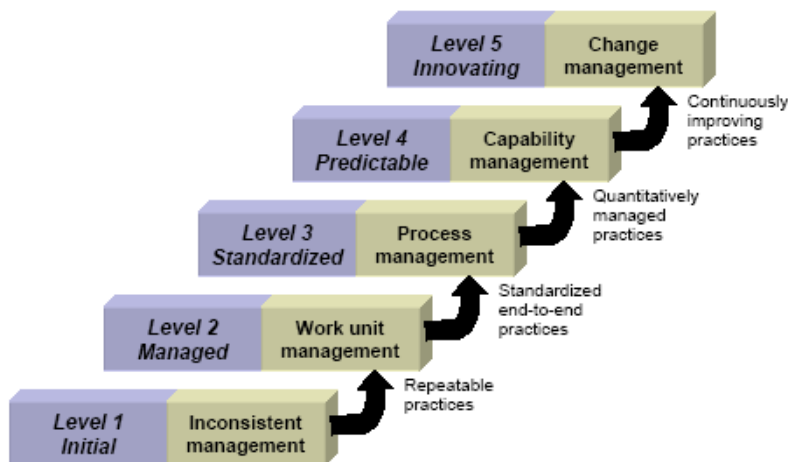 Level 5
Innovating
Change
management
Continuously
improving
practices
Level 4
Predictable
Capability
management
Quantitatively
managed
practices
Level 3
Standardized
Process
management
Standardized
end-to-end
practices
Level 2
Managed
Work unit
management
Repeatable
practices
Level 1
Initial
Inconsistent
management